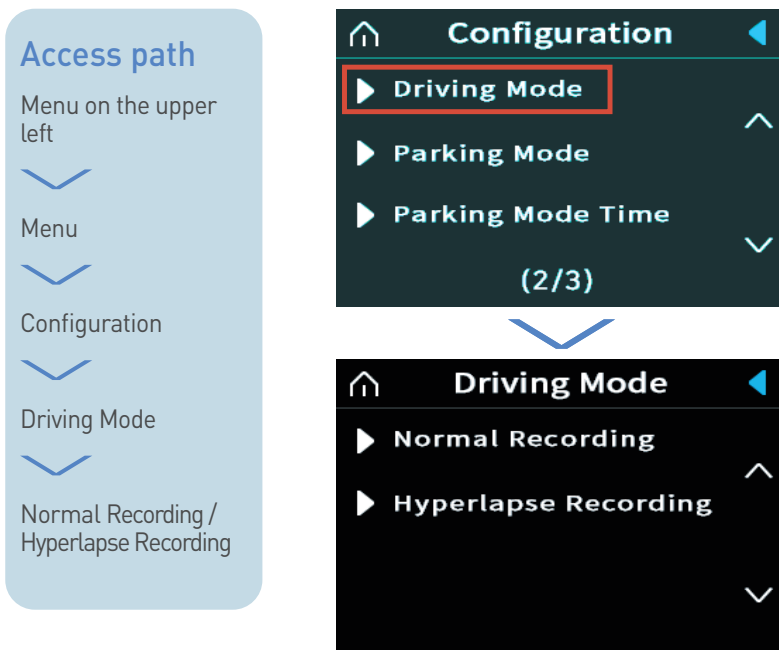 Access path
Menu on the upper
left
Menu
Configuration
Driving Mode
Normal Recording /
Hyperlapse Recording
Configuration
Driving Mode
Parking Mode
Parking Mode Time
(2/3)
Driving Mode
Normal Recording
Hyperlapse Recording